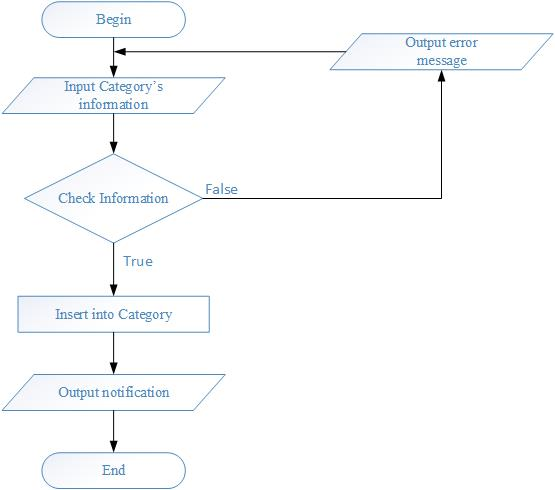 Begin
Output error
message
Input Category's
information
Check Information
False
True
Insert into Category
Output notification
End